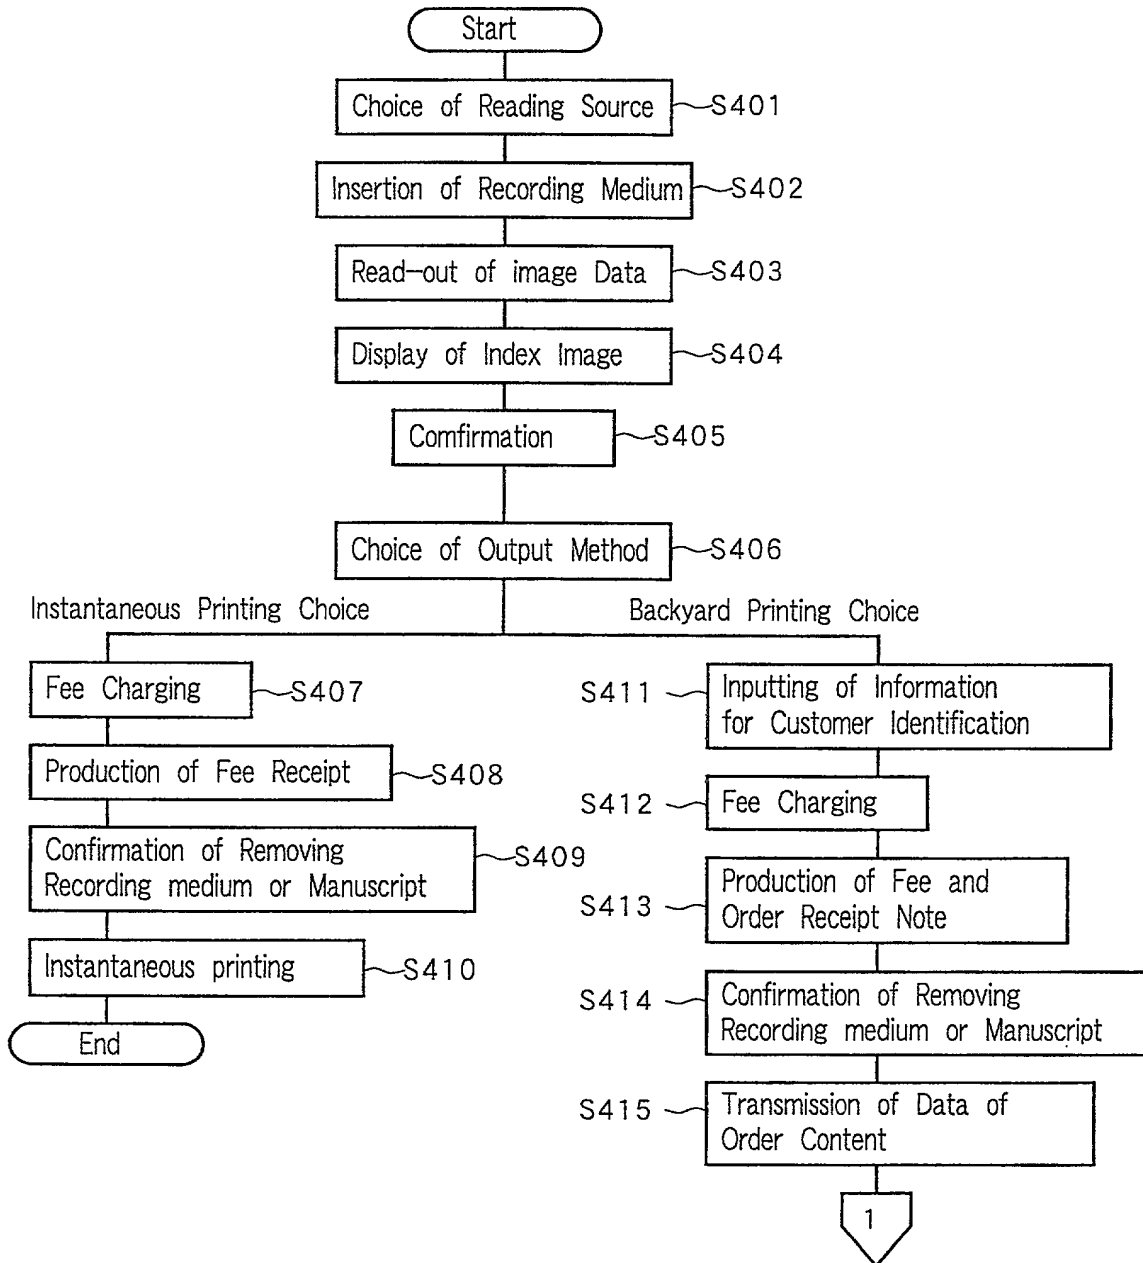 Start
Choice of Reading Source
S401
Insertion of Recording Medium
S402
Read-out of image Data
S403
Display of Index Image
S404
Comfirmation
S405
Choice of Output Method
S406
Instantaneous Printing Choice
Fee Charging
S407
Production of Fee Receipt
S408
Confirmation of Removing
Recording medium or Manuscript
S409
Instantaneous printing
S410
End
Backyard Printing Choice
S411
Inputting of Information
for Customer Identification
S412
Fee Charging
S413
Production of Fee and
Order Receipt Note
S414
Confirmation of Removing
Recording medium or Manuscript
S415
Transmission of Data of
Order Content
1